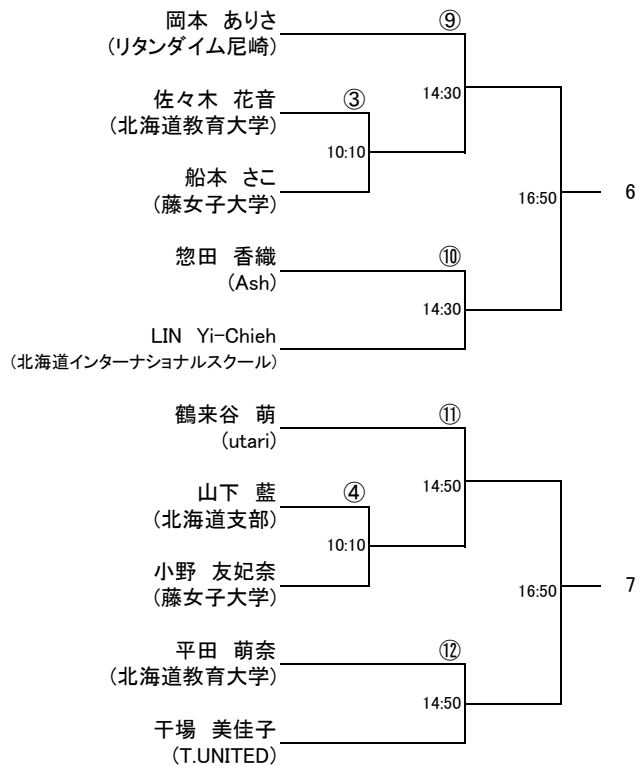 岡本 ありさ
(リタンダイム尼崎)
⑨
14:30
佐々木 花音
(北海道教育大学)
③
10:10
船本 さこ
(藤女子大学)
16:50
6
惣田 香織
(Ash)
⑩
14:30
LIN Yi-Chieh
(北海道インターナショナルスクール)
鶴来谷 萌
(utari)
⑪
14:50
山下 藍
(北海道支部)
④
10:10
小野 友妃奈
(藤女子大学)
16:50
7
平田 萌奈
(北海道教育大学)
⑫
14:50
干場 美佳子
(T.UNITED)